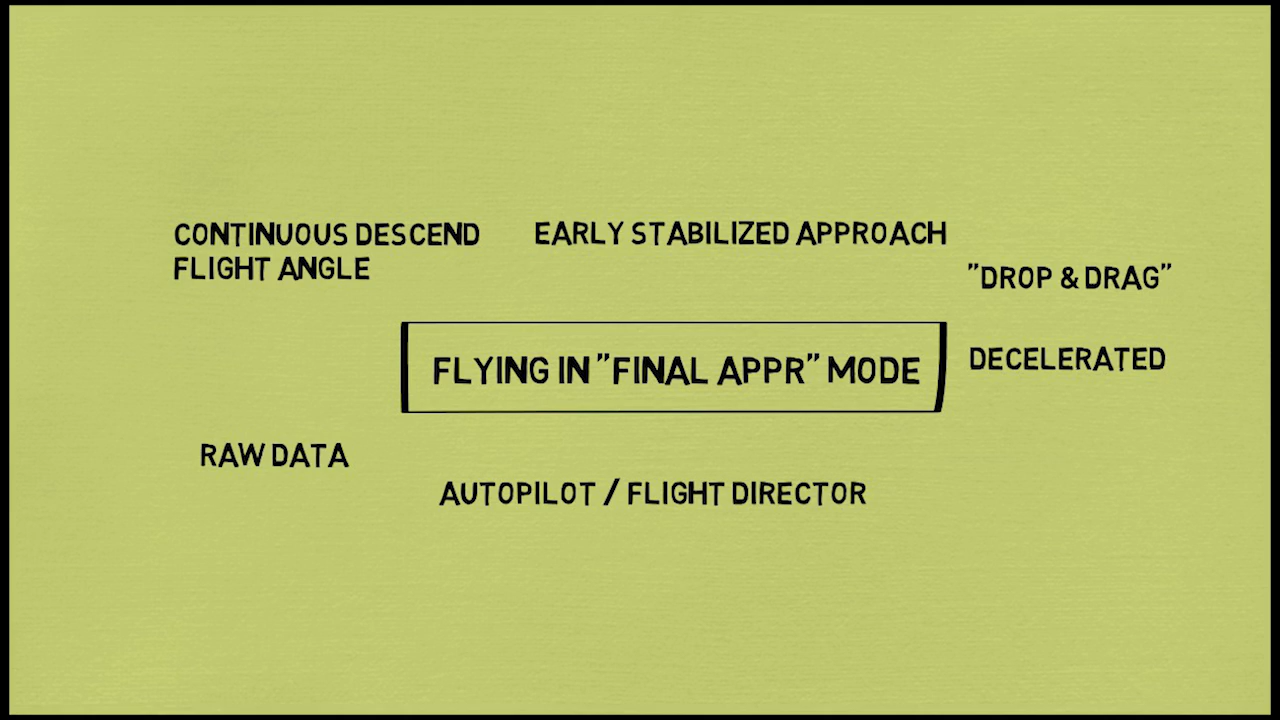 CONTINUOUS DESCEND
FLIGHT ANGLE
EARLY STABILIZED APPROACH
"DROP & DRAG"
FLYING IN "FINAL APPR" MODE
DECELERATED
RAW DATA
AUTOPILOT / FLIGHT DIRECTOR